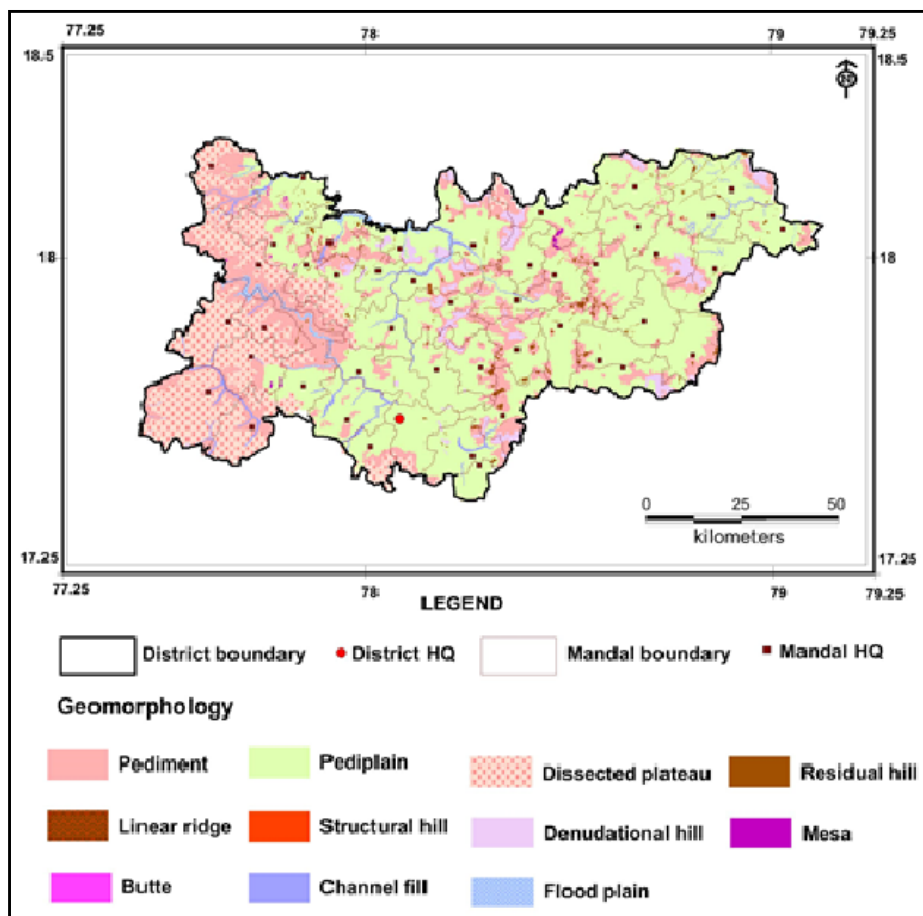 77.25 78 79 79.25
18.5 18.5
18 18
0 25 50
kilometers
17.25 17.25
77.25 78 79 79.25
LEGEND
District boundary District HQ Mandal boundary Mandal HQ
Geomorphology
Pediment Pediplain Dissected plateau Residual hill
Linear ridge Structural hill Denudational hill Mesa
Butte Channel fill Flood plain